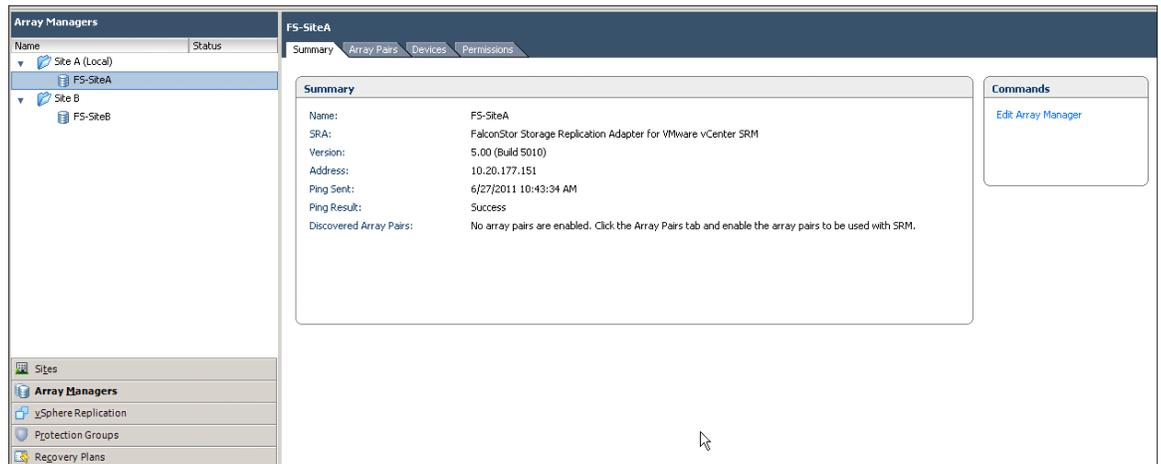 Array Managers
Name Status
Site A (Local)
FS-SiteA
Site B
FS-SiteB
Sites
Array Managers
vSphere Replication
Protection Groups
Recovery Plans
FS-SiteA
Summary Array Pairs Devices Permissions
Summary
Name: FS-SiteA
SRA: FalconStor Storage Replication Adapter for VMware vCenter SRM
Version: 5.00 (Build 5010)
Address: 10.20.177.151
Ping Sent: 6/27/2011 10:43:34 AM
Ping Result: Success
Discovered Array Pairs: No array pairs are enabled. Click the Array Pairs tab and enable the array pairs to be used with SRM.
Commands
Edit Array Manager